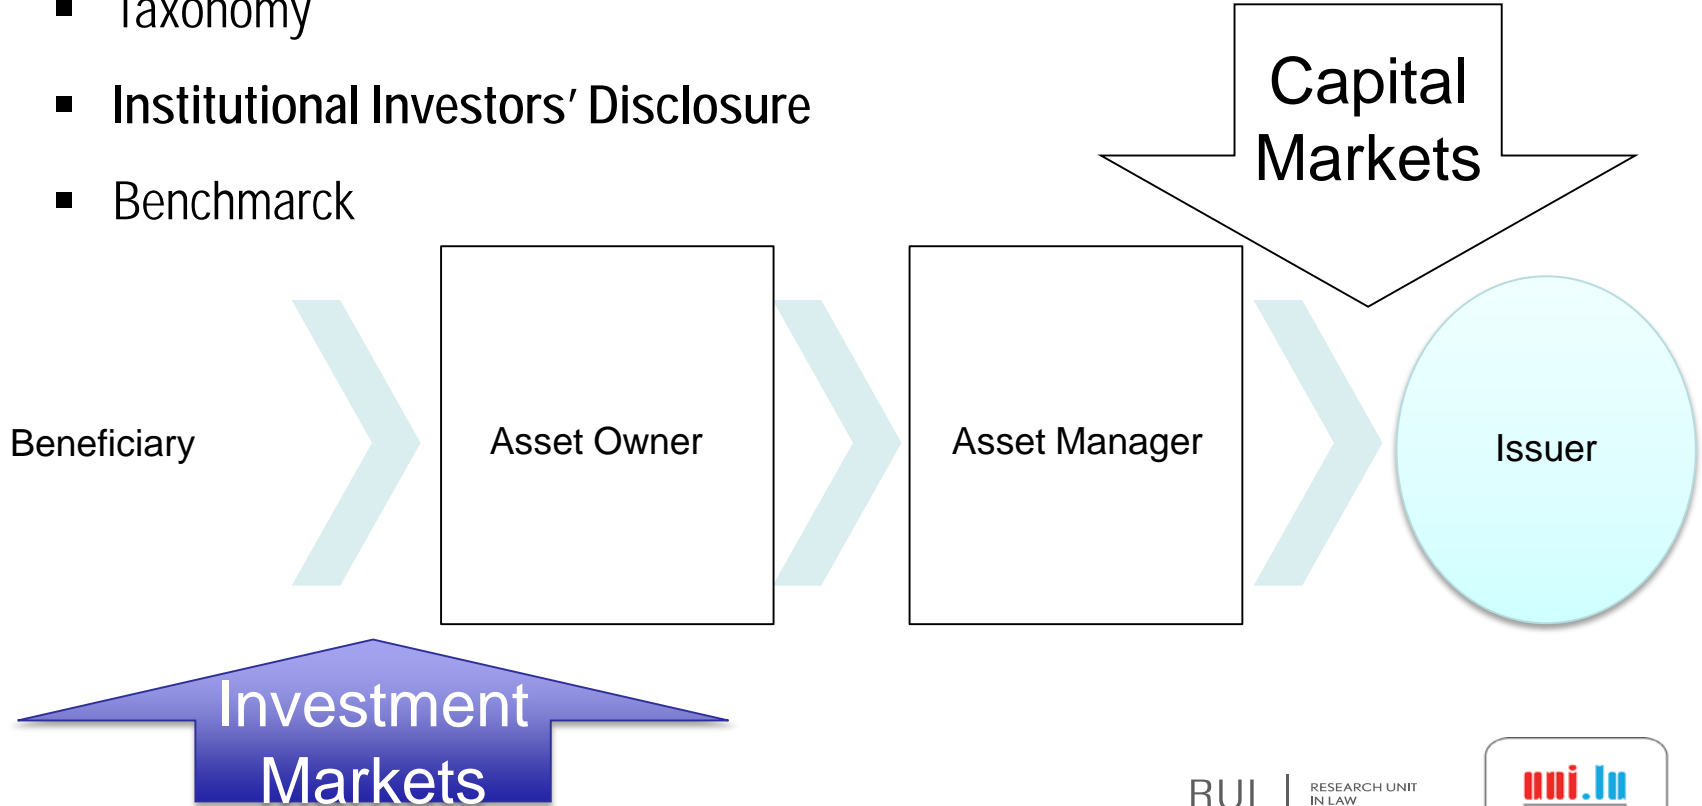 Taxonomy
Institutional Investors' Disclosure
Benchmarck
Capital
Markets
Beneficiary
Asset Owner
Asset Manager
Issuer
Investment
Markets
RUL
RESEARCH UNIT
IN LAW
uni.lu